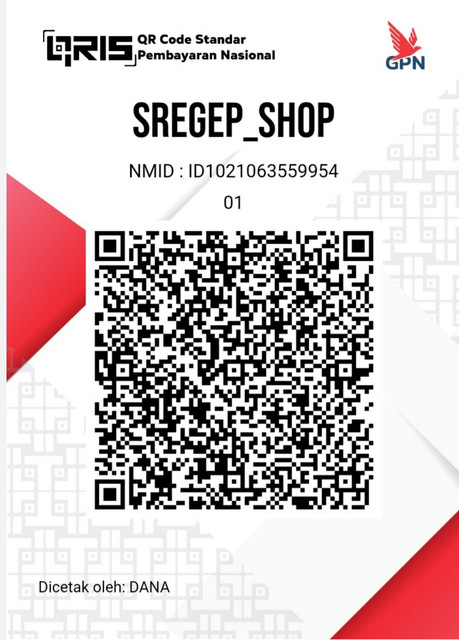 QRIS QR Code Standar
Pembayaran Nasional
GPN
SREGEP_SHOP
NMID : ID1021063559954
01
Dicetak oleh: DANA